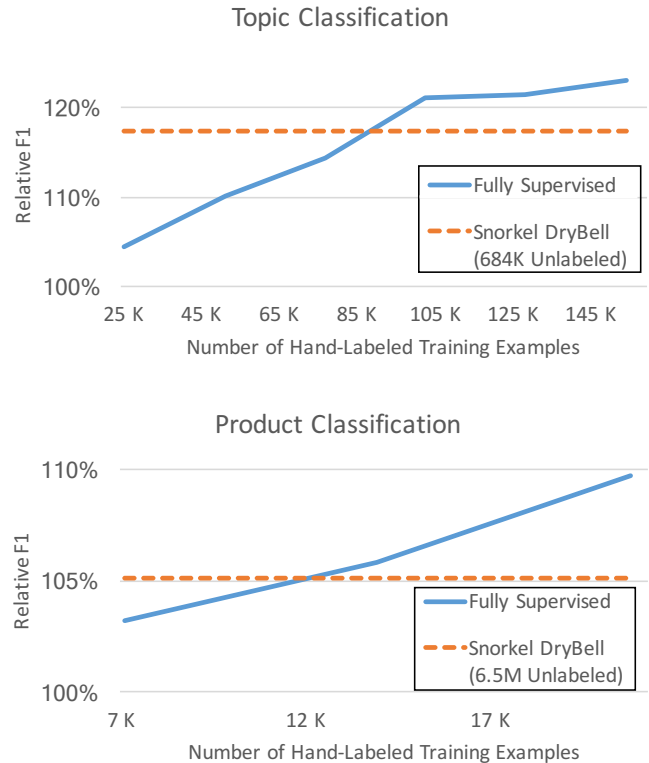 Topic Classification
120%
110%
100%
Relative F1
Fully Supervised
Snorkel DryBell
(684K Unlabeled)
25 K 45 K 65 K 85 K 105 K 125 K 145 K
Number of Hand-Labeled Training Examples
Product Classification
110%
105%
100%
Relative F1
Fully Supervised
Snorkel DryBell
(6.5M Unlabeled)
7 K 12 K 17 K
Number of Hand-Labeled Training Examples